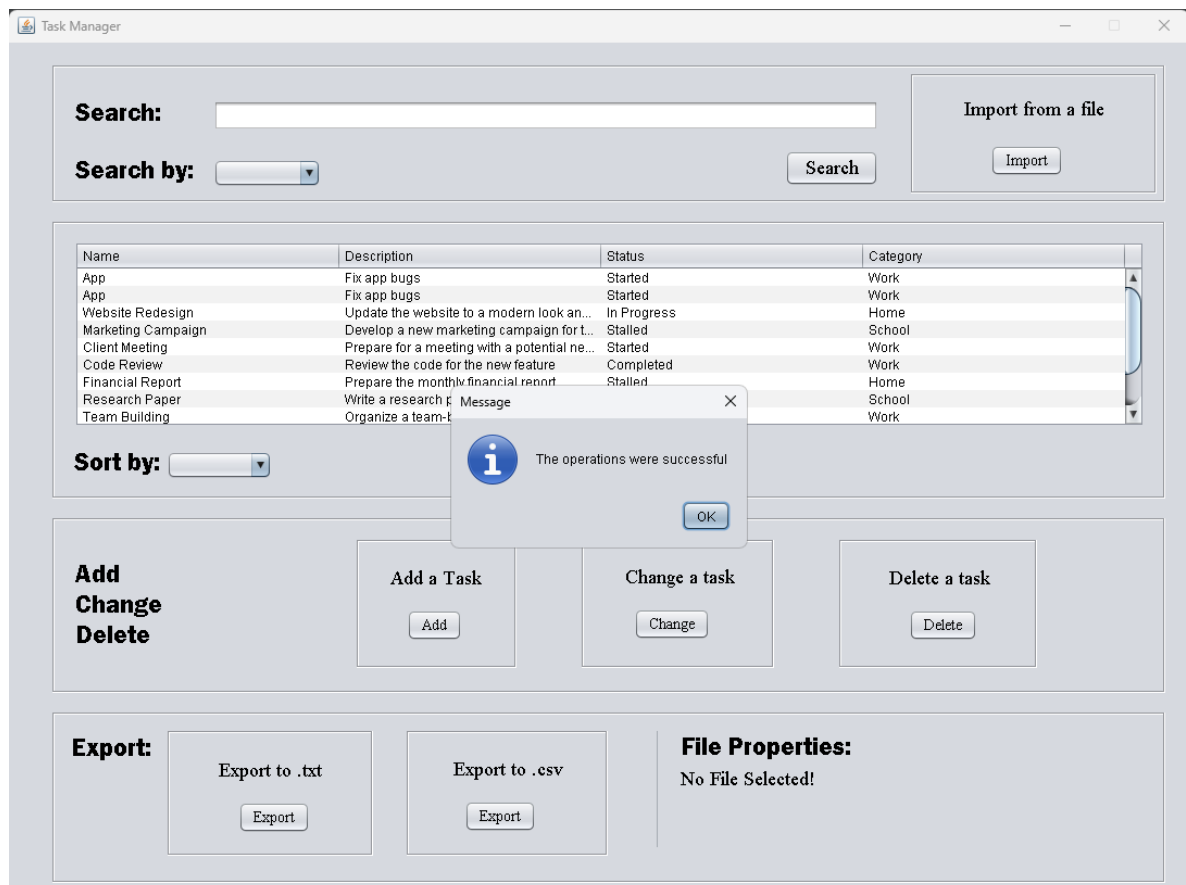 Task Manager
Search:
Import from a file
Search by:
Search
Import
Name Description Status Category
App Fix app bugs Started Work
App Fix app bugs Started Work
Website Redesign Update the website to a modern look an... In Progress Home
Marketing Campaign Develop a new marketing campaign for t... Stalled School
Client Meeting Prepare for a meeting with a potential ne... Started Work
Code Review Review the code for the new feature Completed Work
Financial Report Prepare the monthly financial report Stalled Home
Research Paper Write a research School
Team Building Organize a Work
Message
The operations were successful
OK
Sort by:
Add
Change
Delete
Add a Task
Add
Change a task
Change
Delete a task
Delete
Export:
Export to .txt
Export
Export to .csv
Export
File Properties:
No File Selected!